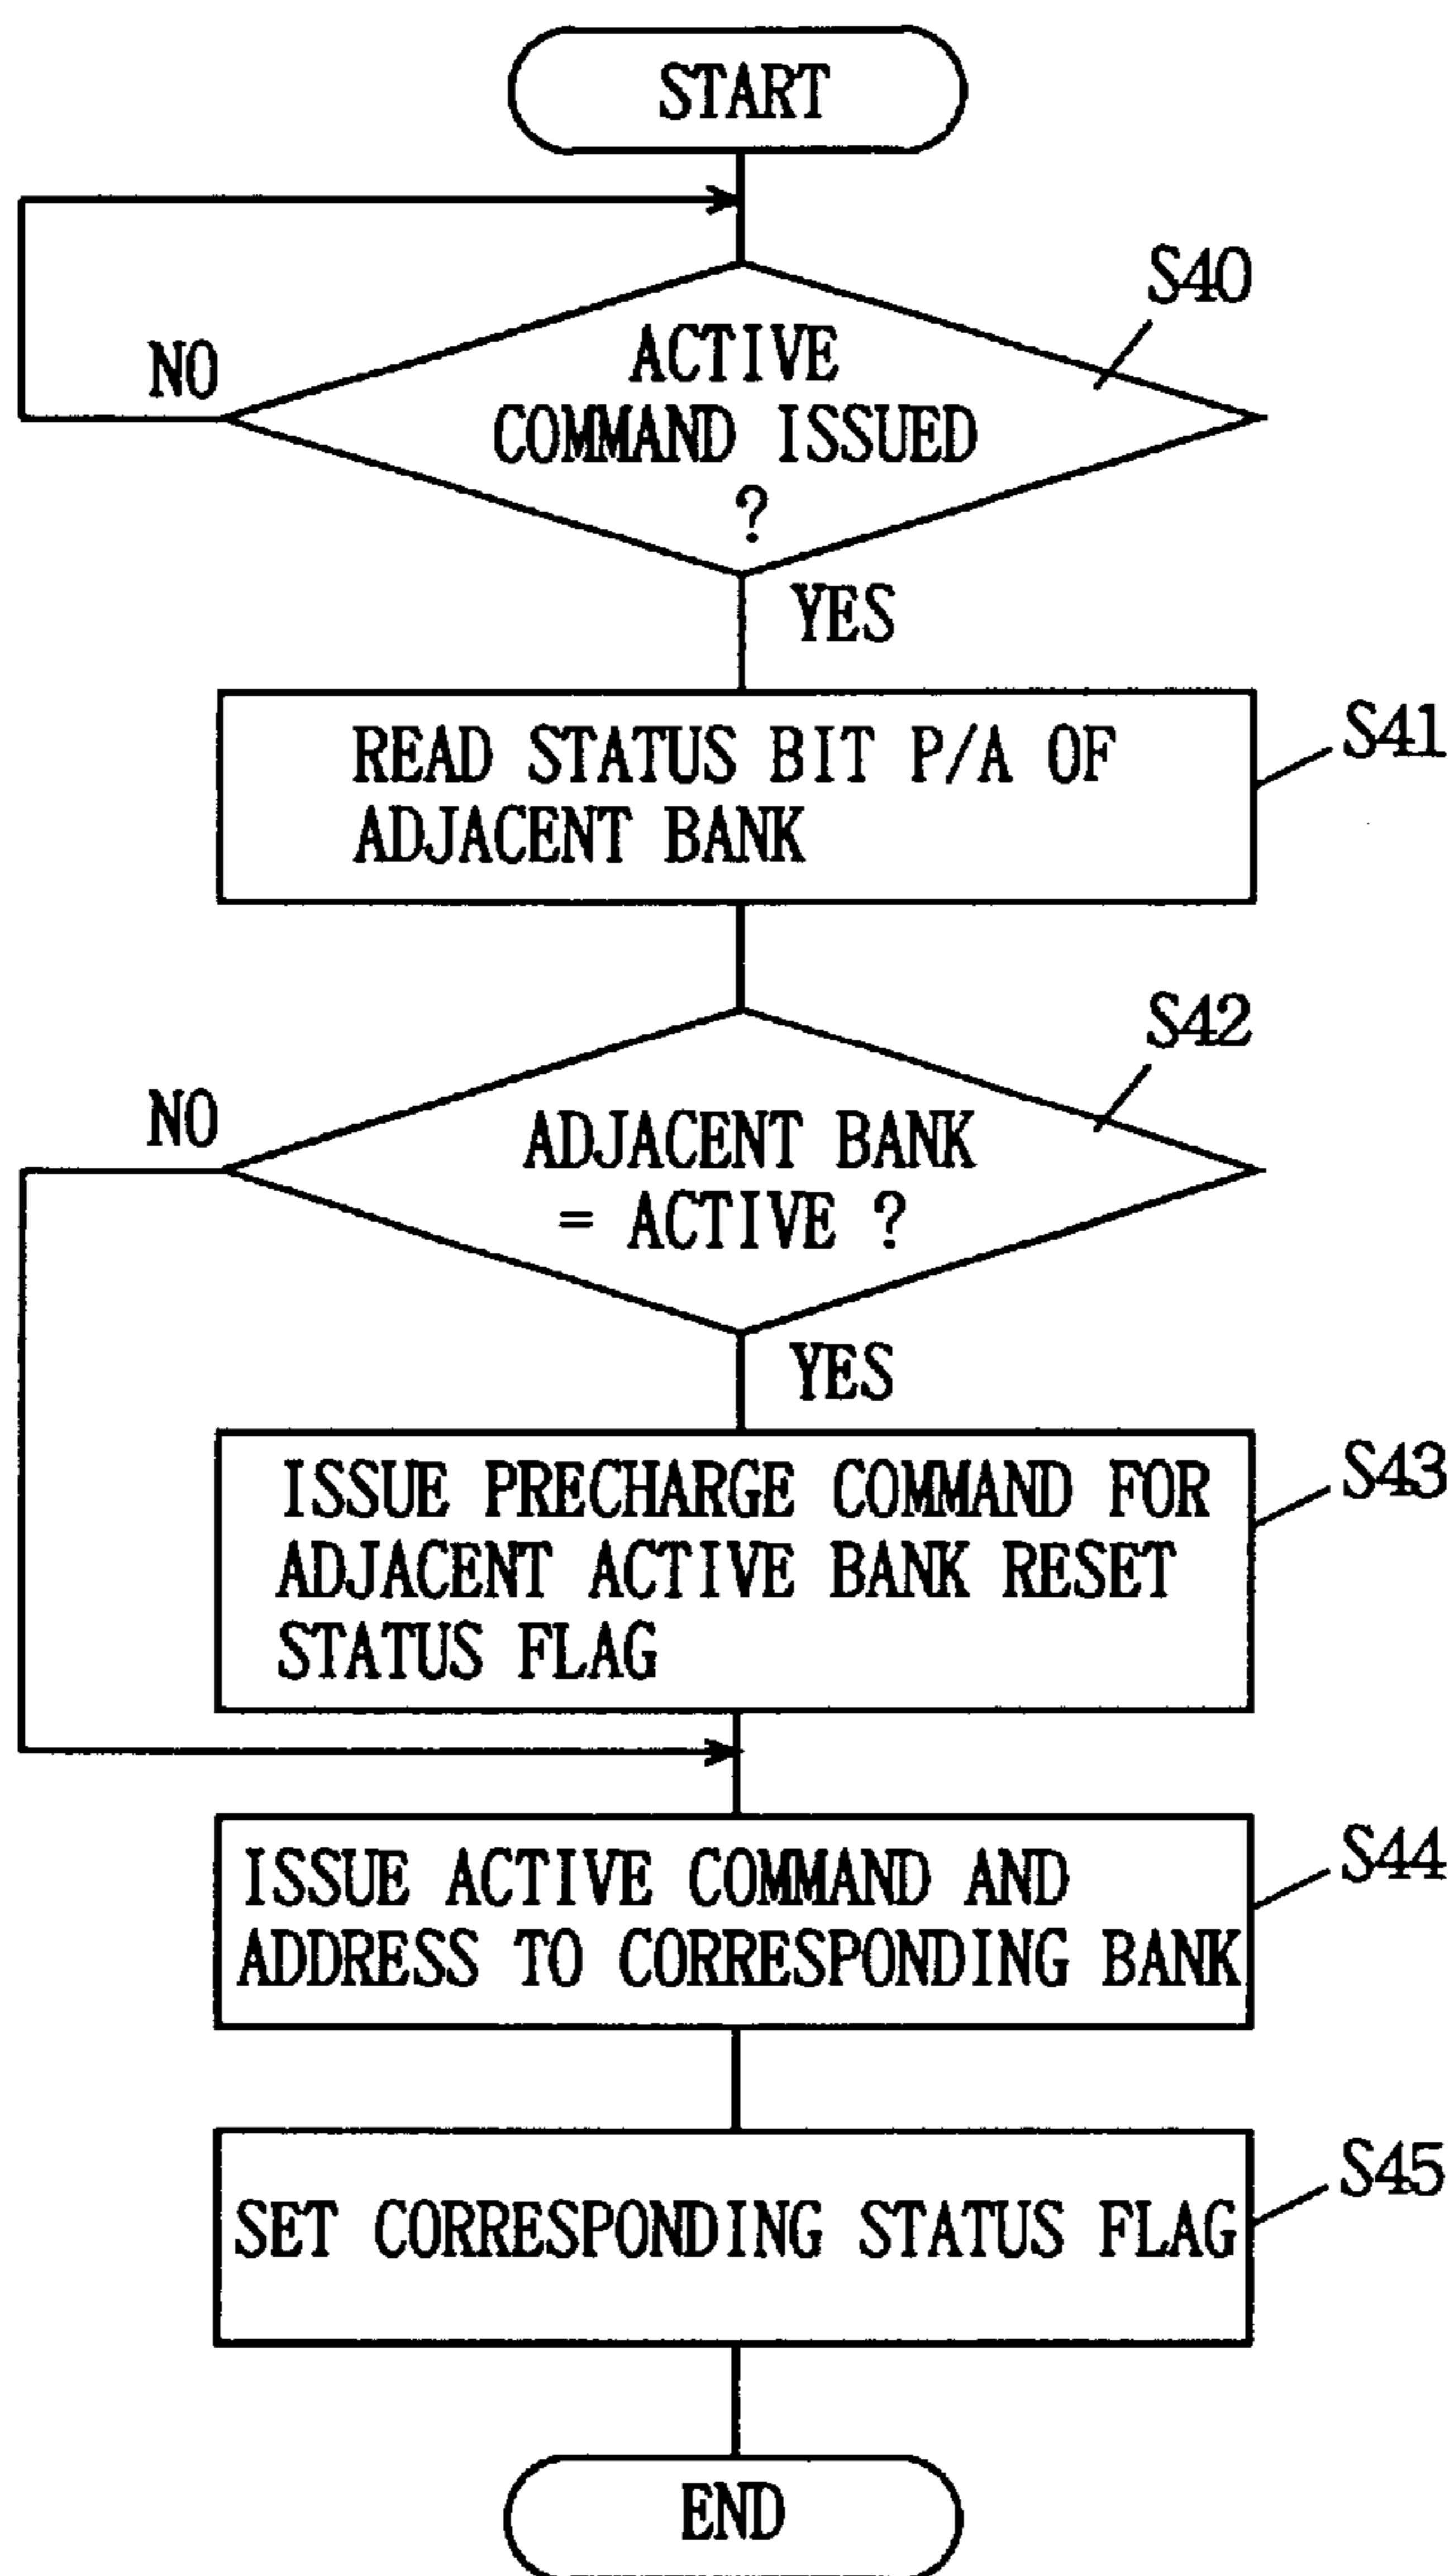 START
S40
ACTIVE
COMMAND ISSUED
?
NO
YES
READ STATUS BIT P/A OF
ADJACENT BANK
S41
S42
ADJACENT BANK
= ACTIVE ?
NO
YES
ISSUE PRECHARGE COMMAND FOR
ADJACENT ACTIVE BANK RESET
STATUS FLAG
S43
ISSUE ACTIVE COMMAND AND
ADDRESS TO CORRESPONDING BANK
S44
SET CORRESPONDING STATUS FLAG
S45
END